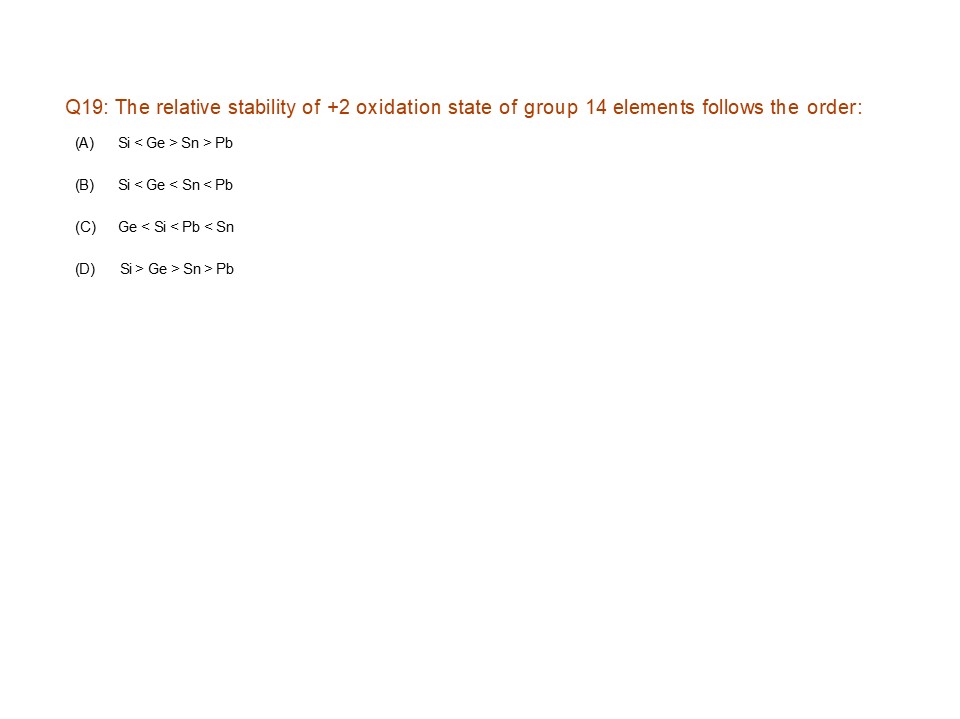 Q19: The relative stability of +2 oxidation state of group 14 elements follows the order:
(A) Si < Ge > Sn > Pb
(B) Si < Ge < Sn < Pb
(C) Ge < Si < Pb < Sn
(D) Si > Ge > Sn > Pb